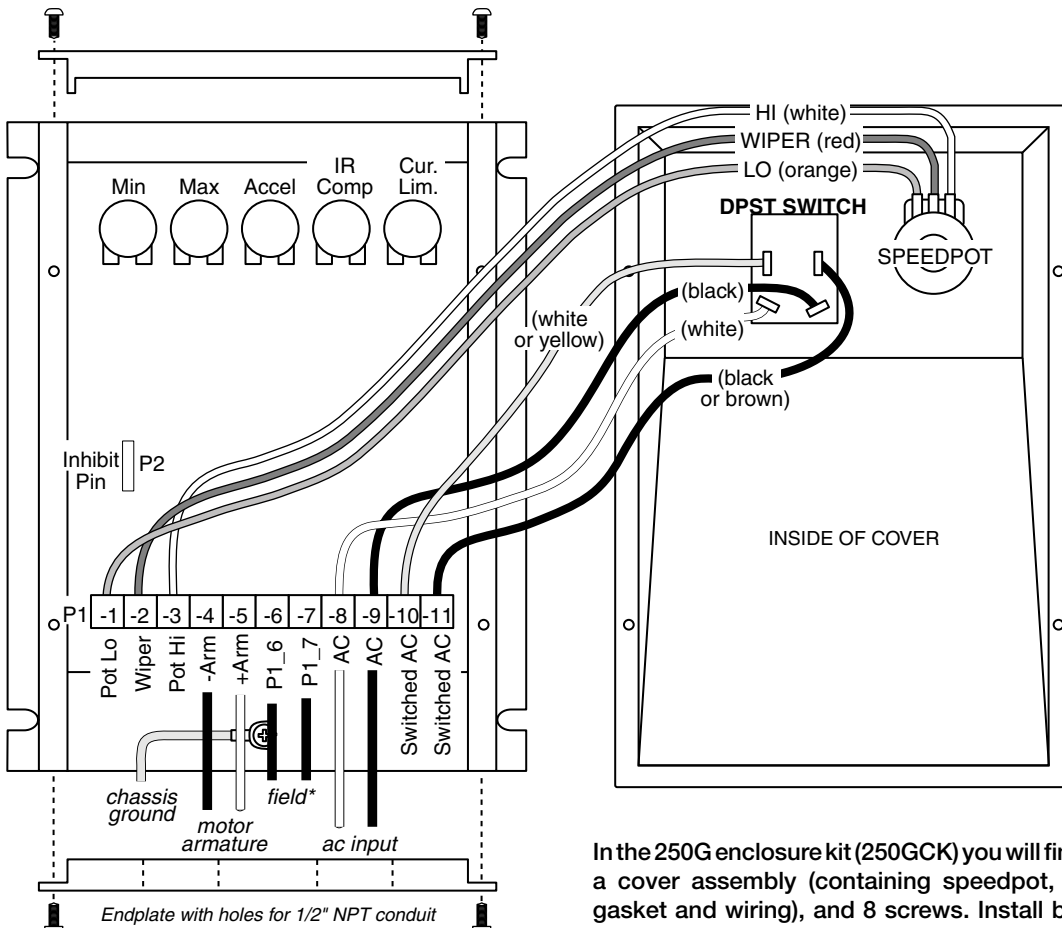 HI (white)
WIPER (red)
LO (orange)
DPST SWITCH
SPEEDPOT
Min
Max
Accel
IR
Comp
Cur.
Lim.
(black)
(white
or yellow)
(white)
(black
or brown)
Inhibit
Pin
P2
INSIDE OF COVER
P1
-1
-2
-3
-4
-5
-6
-7
-8
-9
-10
-11
Pot Lo
Wiper
Pot Hi
-Arm
+Arm
P1_6
P1_7
AC
AC
Switched AC
Switched AC
chassis
ground
motor
armature
field*
ac input
Endplate with holes for 1/2" NPT conduit
In the 250G enclosure kit (250GCK) you will
a cover assembly (containing speedpot,
gasket and wiring), and 8 screws. Install